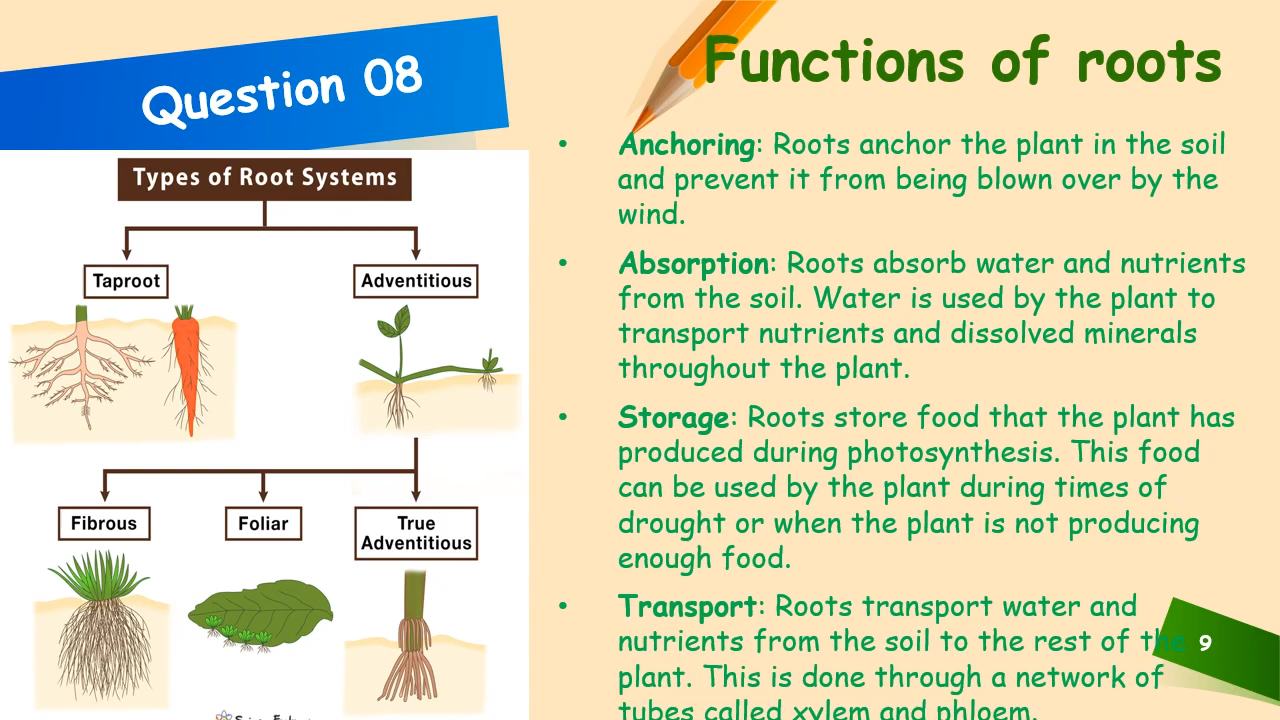 Question 08
Functions of roots
Types of Root Systems
Taproot
Adventitious
Fibrous
Foliar
True
Adventitious
• Anchoring: Roots anchor the plant in the soil
and prevent it from being blown over by the
wind.
• Absorption: Roots absorb water and nutrients
from the soil. Water is used by the plant to
transport nutrients and dissolved minerals
throughout the plant.
• Storage: Roots store food that the plant has
produced during photosynthesis. This food
can be used by the plant during times of
drought or when the plant is not producing
enough food.
• Transport: Roots transport water and
nutrients from the soil to the rest of the
plant. This is done through a network of
tubes called xylem and phloem.
9